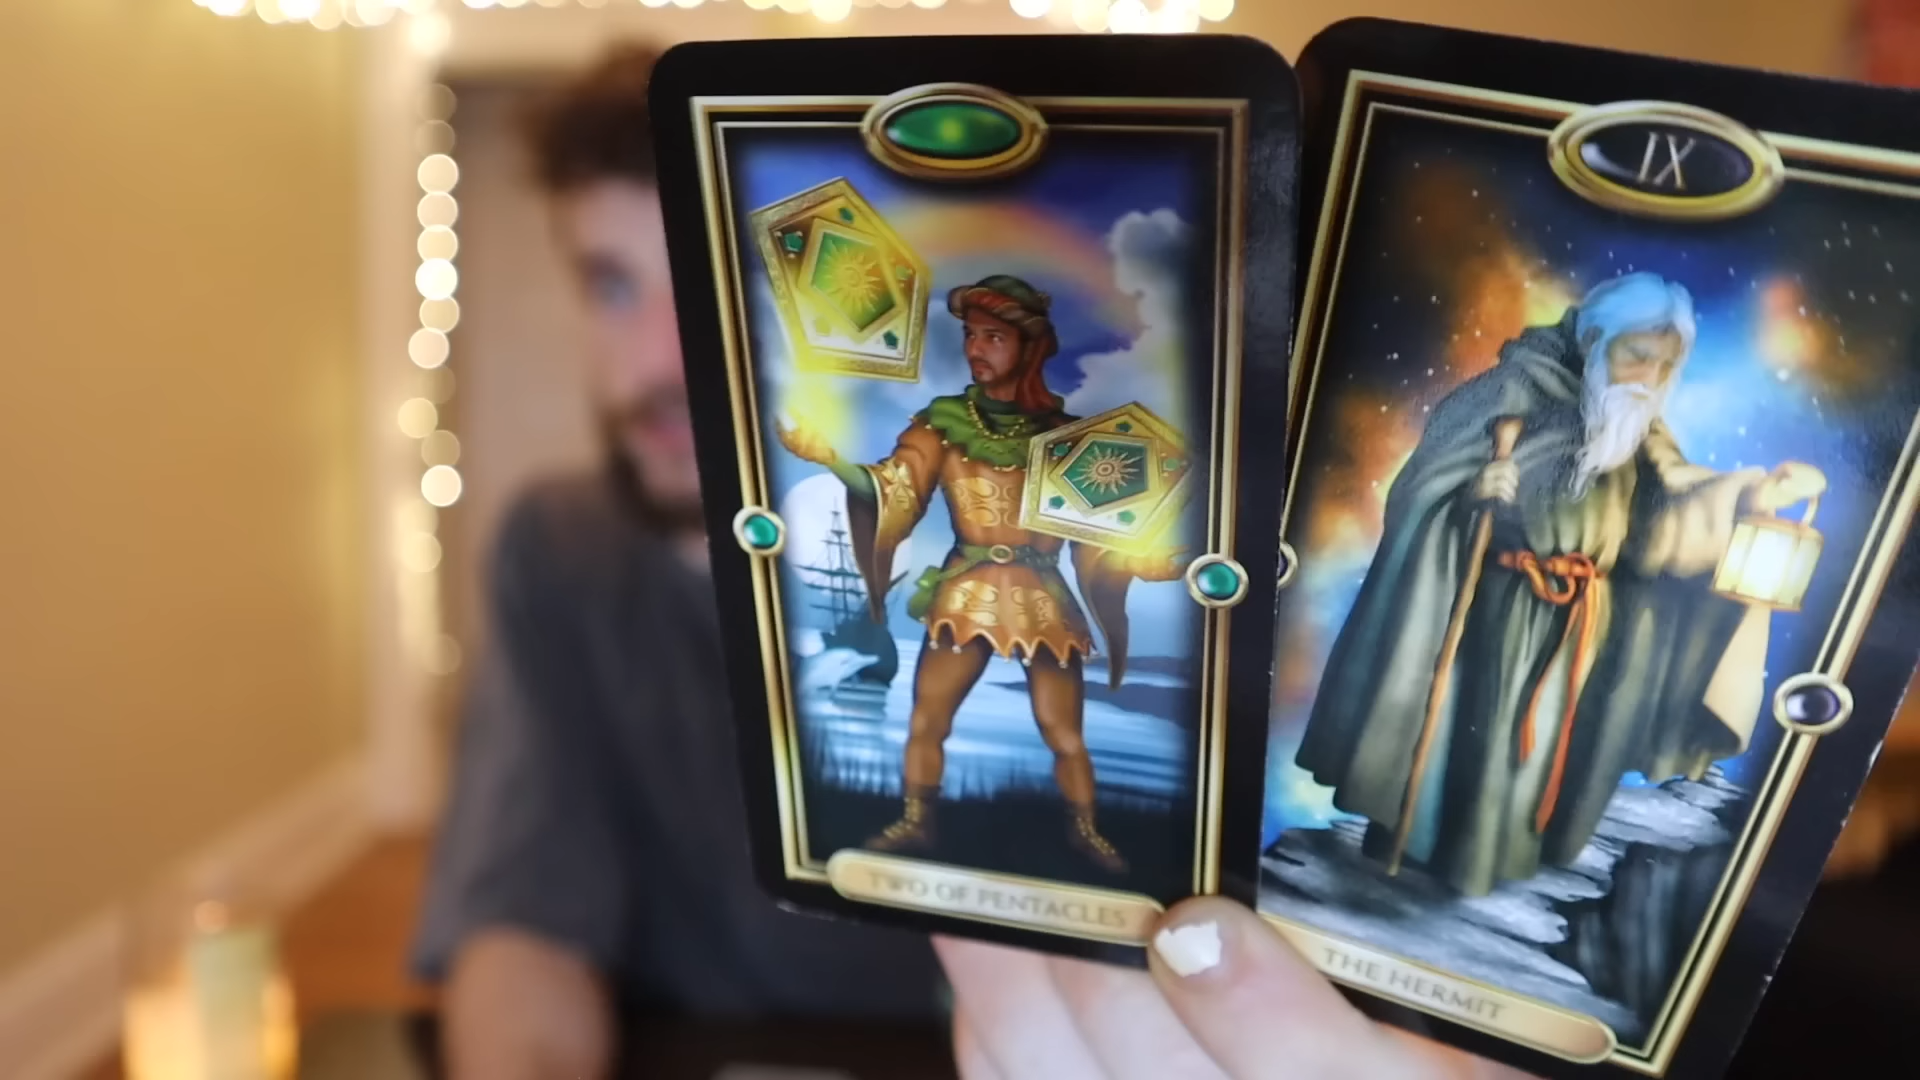 TWO OF PENTACLES
IX
THE HERMIT